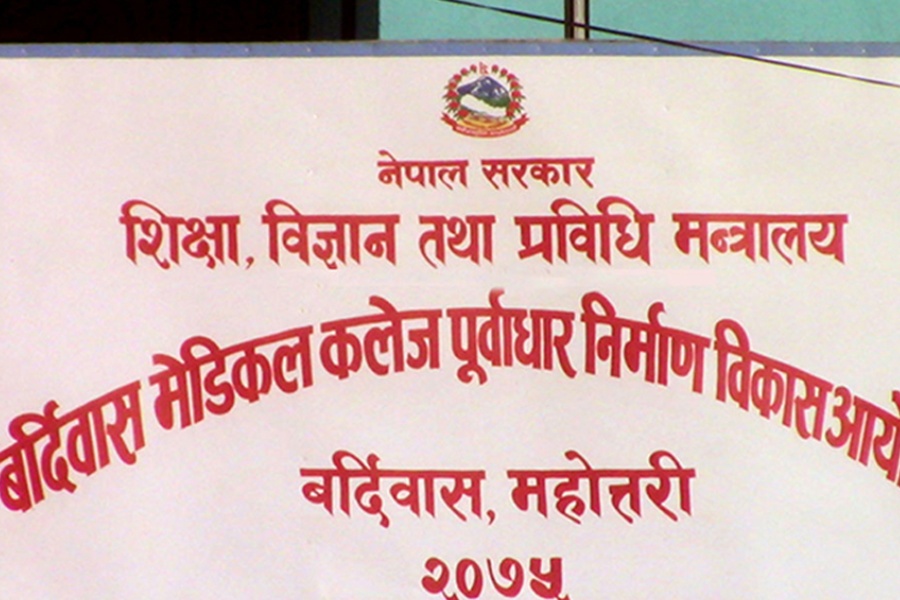 नेपाल सरकार
शिक्षा, विज्ञान तथा प्रविधि मन्त्रालय
बर्दिवास मेडिकल कलेज पूर्वाधार निर्माण विकास
बर्दिवास, महोत्तरी
२०७५